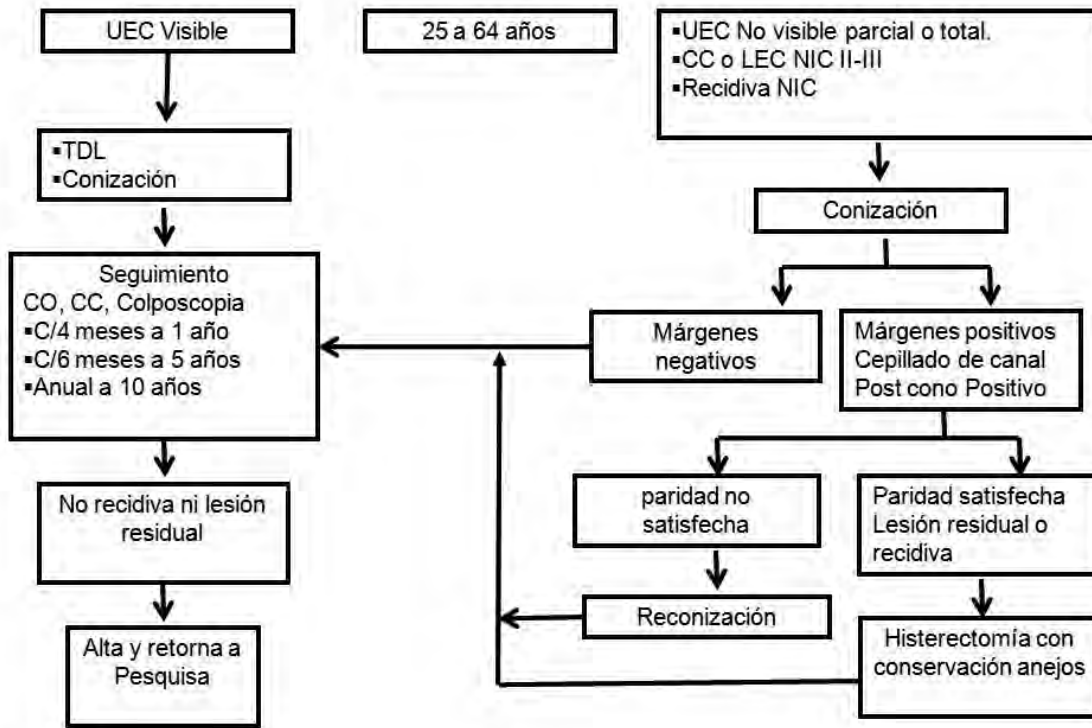 UEC Visible
25 a 64 años
▪UEC No visible parcial o total.
▪CC o LEC NIC II-III
▪Recidiva NIC
▪TDL
▪Conización
Conización
Seguimiento
CO, CC, Colposcopia
▪C/4 meses a 1 año
▪C/6 meses a 5 años
▪Anual a 10 años
Márgenes
negativos
Márgenes positivos
Cepillado de canal
Post cono Positivo
No recidiva ni lesión
residual
paridad no
satisfecha
Paridad satisfecha
Lesión residual o
recidiva
Reconización
Alta y retorna a
Pesquisa
Histerectomía con
conservación anejos